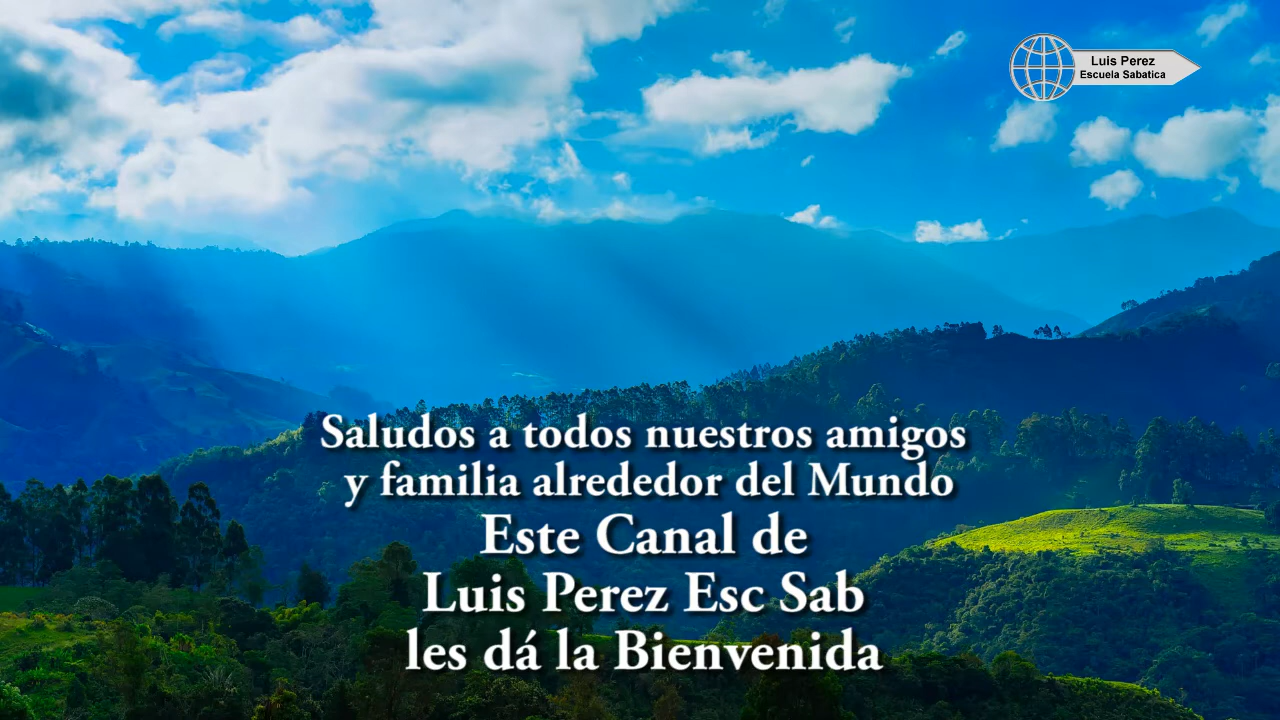 Luis Perez
Escuela Sabatica
Saludos a todos nuestros amigos
y familia alrededor del Mundo
Este Canal de
Luis Perez Esc Sab
les dá la Bienvenida